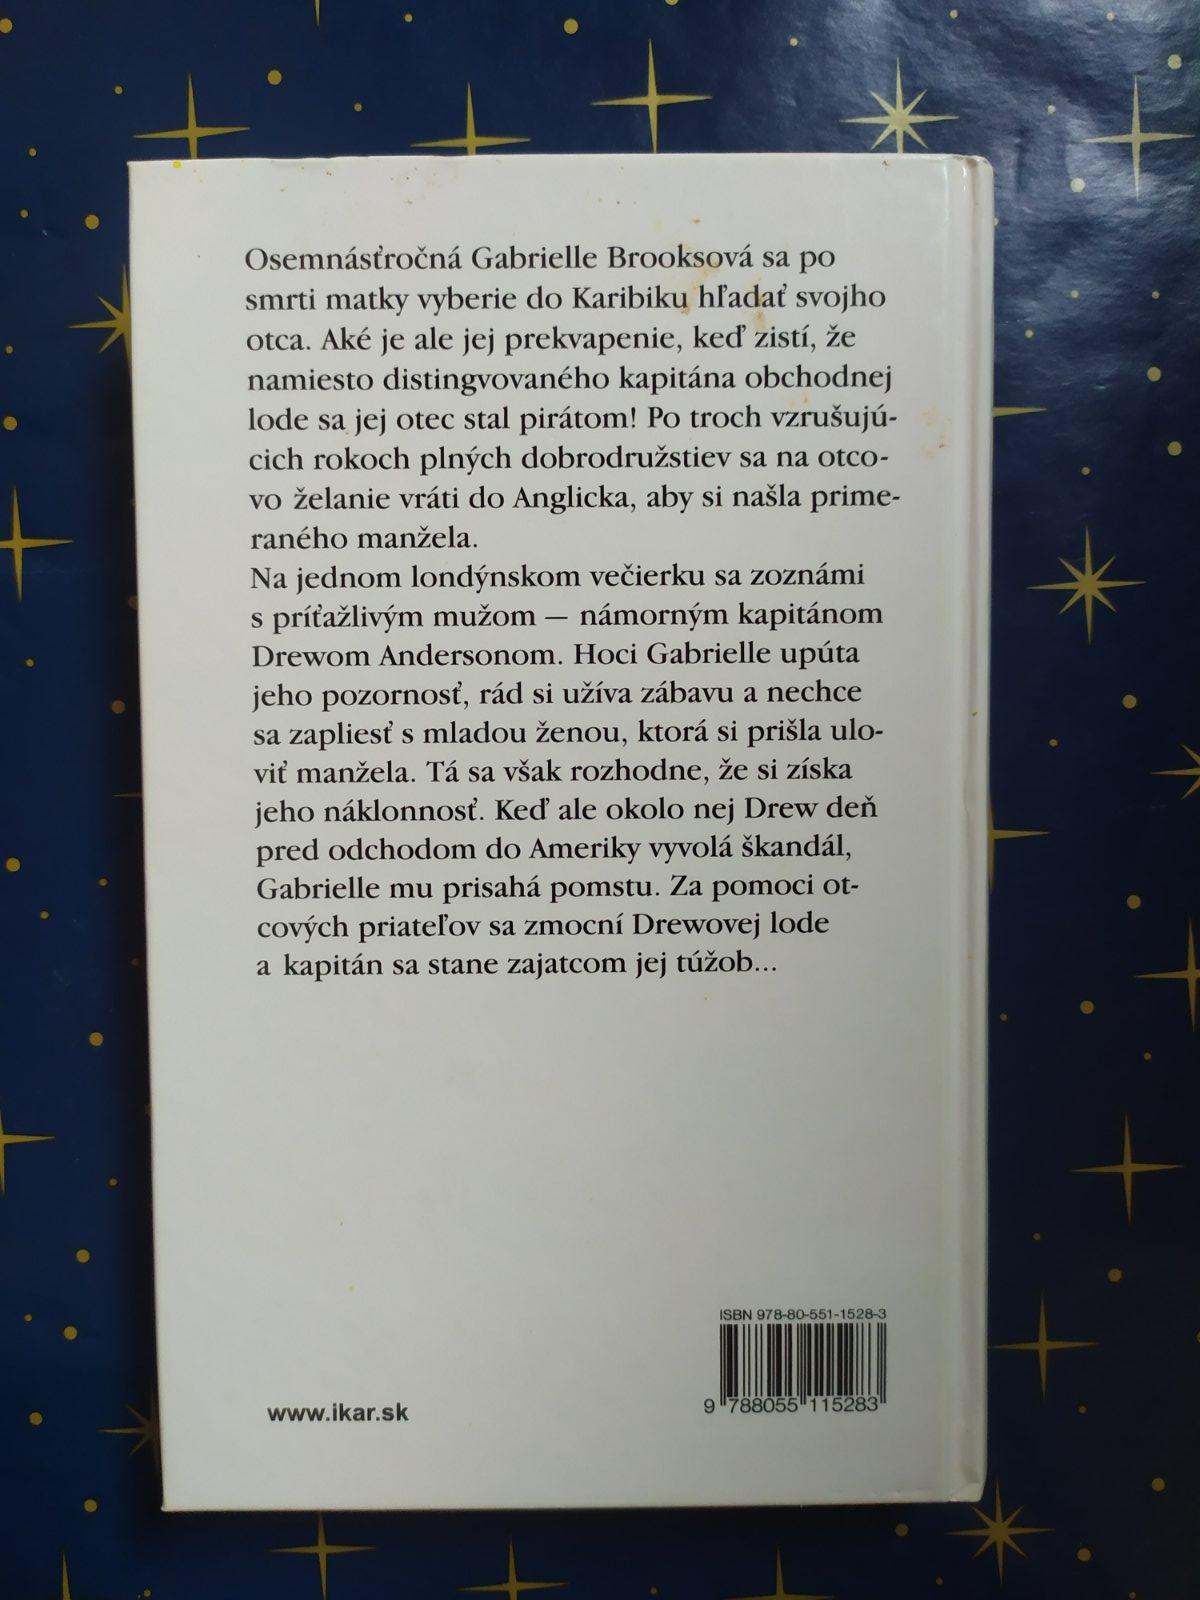 Osemnásťročná Gabrielle Brooksová sa po
smrti matky vyberie do Karibiku hľadať svojho
otca. Aké je ale jej prekvapenie, keď zistí, že
namiesto distingvovaného kapitána obchodnej
lode sa jej otec stal pirátom! Po troch vzrušujú-
cich rokoch plných dobrodružstiev sa na otco-
vo želanie vráti do Anglicka, aby si našla prime-
raného manžela.
Na jednom londýnskom večierku sa zoznámi
s príťažlivým mužom — námorným kapitánom
Drewom Andersonom. Hoci Gabrielle upúta
jeho pozornosť, rád si užíva zábavu a nechce
sa zapliesť s mladou ženou, ktorá si prišla ulo-
viť manžela. Tá sa však rozhodne, že si získa
jeho náklonnosť. Keď ale okolo nej Drew deň
pred odchodom do Ameriky vyvolá škandál,
Gabrielle mu prisahá pomstu. Za pomoci ot-
cových priateľov sa zmocní Drewovej lode
a kapitán sa stane zajatcom jej túžob...
ISBN 978-80-551-1528-3
9 788055 115283
www.ikar.sk